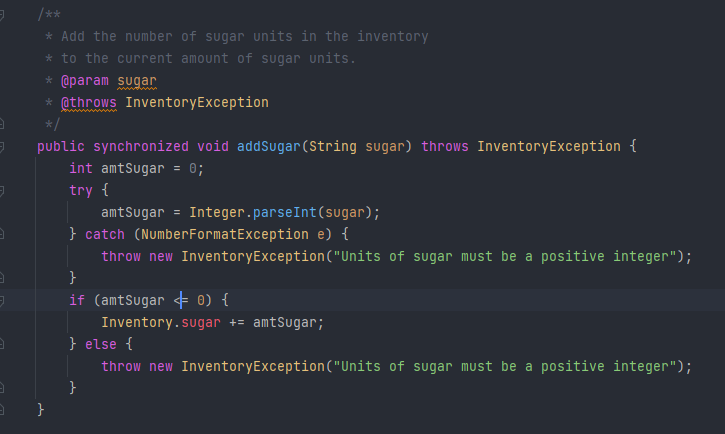 /**
 * Add the number of sugar units in the inventory
 * to the current amount of sugar units.
 * @param sugar
 * @throws InventoryException
 */
public synchronized void addSugar(String sugar) throws InventoryException {
    int amtSugar = 0;
    try {
        amtSugar = Integer.parseInt(sugar);
    } catch (NumberFormatException e) {
        throw new InventoryException("Units of sugar must be a positive integer");
    }
    if (amtSugar <= 0) {
        Inventory.sugar += amtSugar;
    } else {
        throw new InventoryException("Units of sugar must be a positive integer");
    }
}